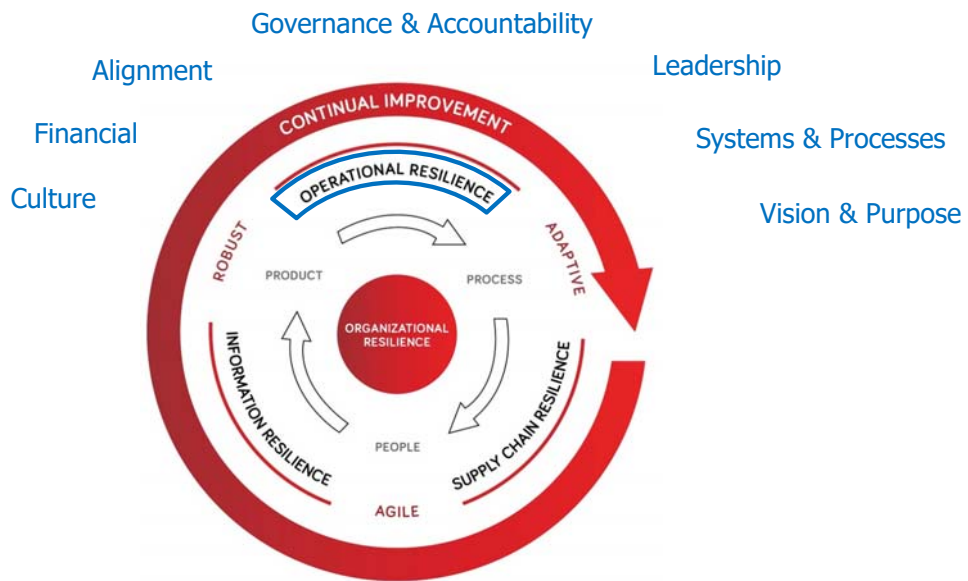 Governance & Accountability
Alignment
Leadership
Financial
Systems & Processes
Culture
Vision & Purpose
CONTINUAL IMPROVEMENT
OPERATIONAL RESILIENCE
ROBUST
ADAPTIVE
PRODUCT
PROCESS
ORGANIZATIONAL
RESILIENCE
INFORMATION RESILIENCE
SUPPLY CHAIN RESILIENCE
PEOPLE
AGILE